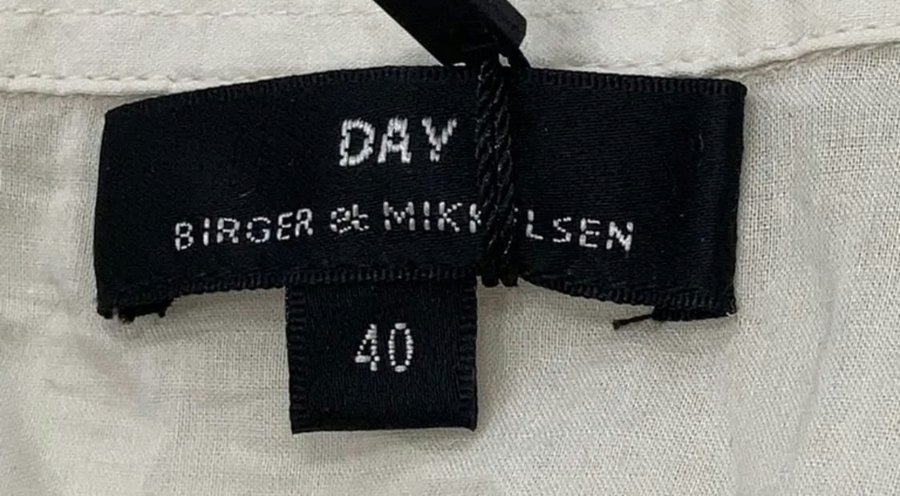 DAY
BIRGER et MIKKELSEN
40